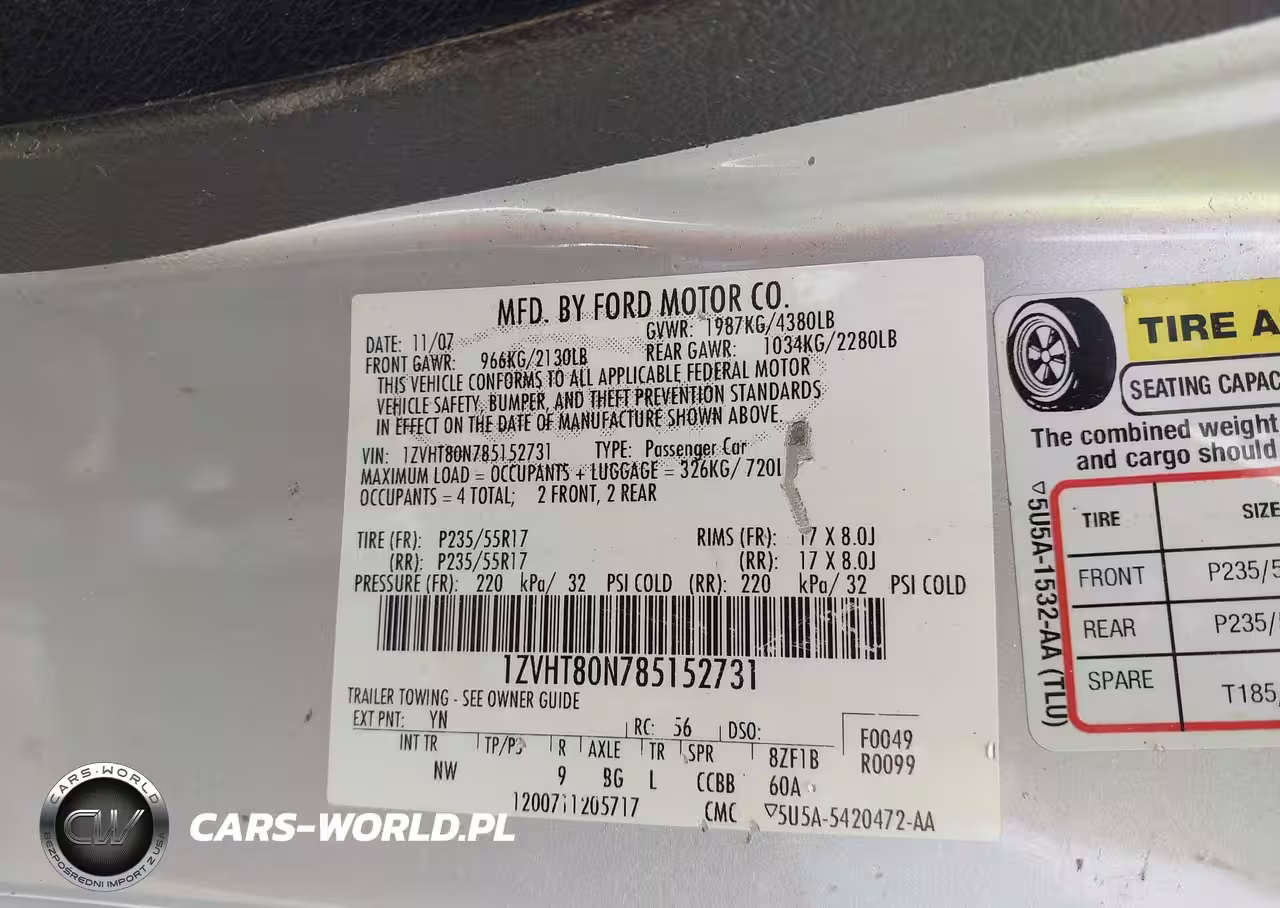 MFD. BY FORD MOTOR CO.
DATE: 11/07 GVWR: 1987KG/4380LB
FRONT GAWR: 966KG/2130LB REAR GAWR: 1034KG/2280LB
THIS VEHICLE CONFORMS TO ALL APPLICABLE FEDERAL MOTOR
VEHICLE SAFETY, BUMPER, AND THEFT PREVENTION STANDARDS
IN EFFECT ON THE DATE OF MANUFACTURE SHOWN ABOVE.
VIN: 1ZVHT80N785152731 TYPE: Passenger Car
MAXIMUM LOAD = OCCUPANTS + LUGGAGE = 326KG/ 720L
OCCUPANTS = 4 TOTAL; 2 FRONT, 2 REAR
TIRE (FR): P235/55R17 RIMS (FR): 17 X 8.0J
(RR): P235/55R17 (RR): 17 X 8.0J
PRESSURE (FR): 220 kPa/ 32 PSI COLD (RR): 220 kPa/ 32 PSI COLD
1ZVHT80N785152731
TRAILER TOWING - SEE OWNER GUIDE
EXT PNT: YN RC: 56 DSO: F0049
INT TR TP/PS R AXLE TR SPR 8ZF1B R0099
NW 9 BG L CCBB 60A
1200711205717 CMC ▽5U5A-5420472-AA
TIRE A
SEATING CAPAC
The combined weight
and cargo should
▽5U5A-1532-AA (TLU)
TIRE SIZE
FRONT P235/5
REAR P235/
SPARE T185/
CARS-WORLD
CW
BEZPOŚREDNI IMPORT Z USA
CARS-WORLD.PL